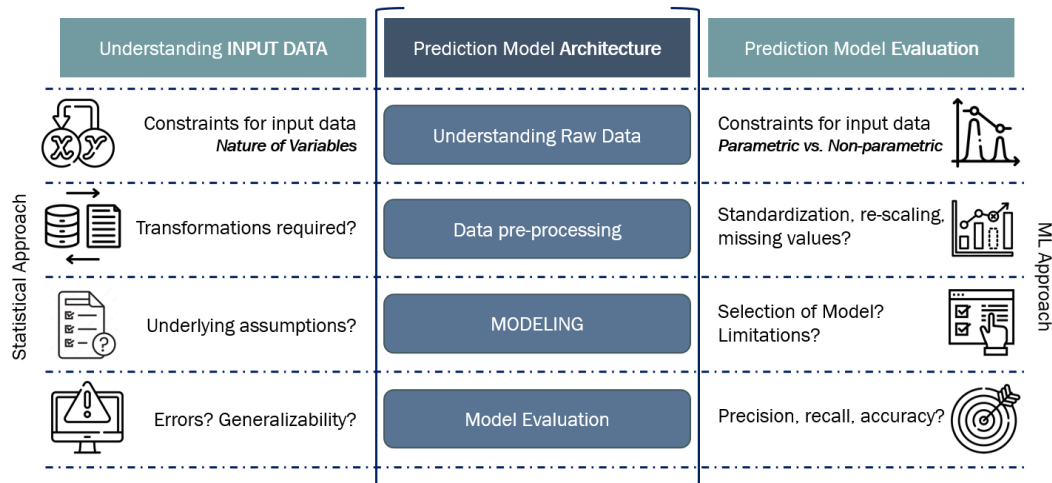 Understanding INPUT DATA
Prediction Model Architecture
Prediction Model Evaluation
Statistical Approach
X Y
Constraints for input data
Nature of Variables
Understanding Raw Data
Constraints for input data
Parametric vs. Non-parametric
Transformations required?
Data pre-processing
Standardization, re-scaling,
missing values?
Underlying assumptions?
?
MODELING
Selection of Model?
Limitations?
Errors? Generalizability?
Model Evaluation
Precision, recall, accuracy?
ML Approach